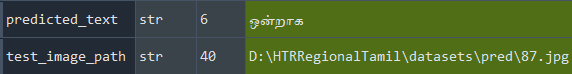 predicted_text str 6 ஒன்றாக
test_image_path str 40 D:\HTRRegionalTamil\datasets\pred\87.jpg